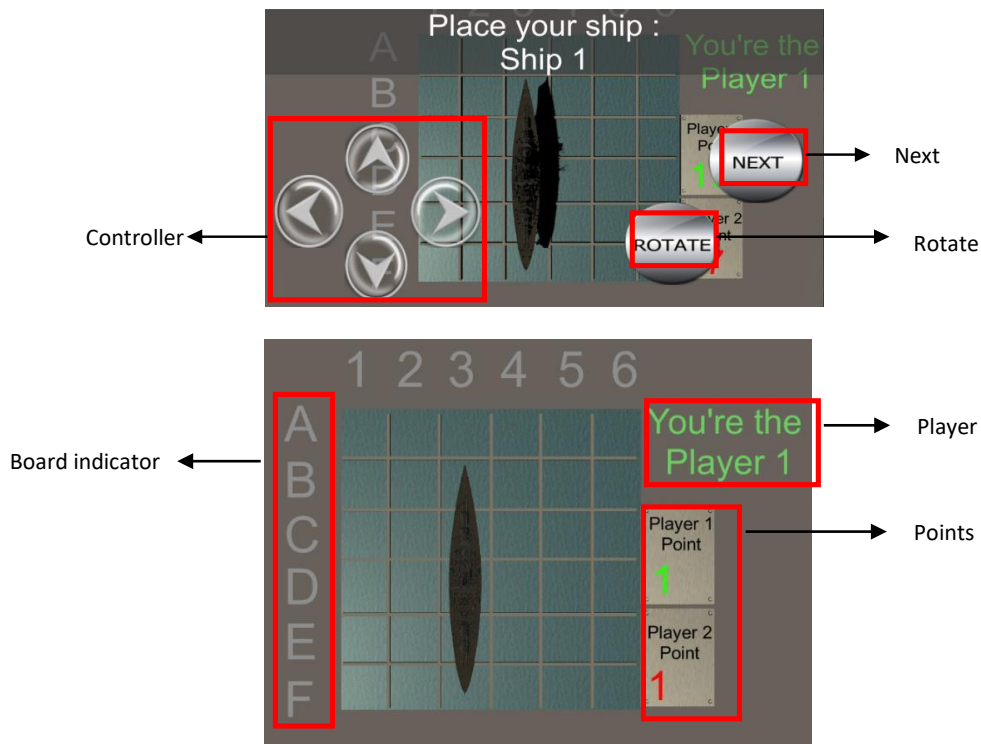 Place your ship :
Ship 1
You're the
Player 1
A
B
D
E
F
NEXT
Next
ROTATE
Rotate
Controller
1 2 3 4 5 6
A
B
C
D
E
F
You're the
Player 1
Player
Board indicator
Player 1
Point
1
Player 2
Point
1
Points